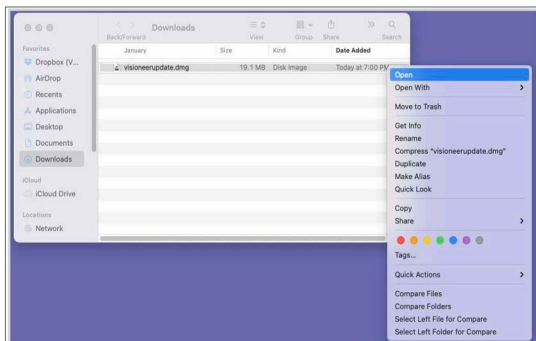 Downloads
Back/Forward View Group Share Search
Favorites
Dropbox (V...
AirDrop
Recents
Applications
Desktop
Documents
Downloads
iCloud
iCloud Drive
Locations
Network
January Size Kind Date Added
visioneerupdate.dmg 19.1 MB Disk Image Today at 7:00 PM
Open
Open With
Move to Trash
Get Info
Rename
Compress "visioneerupdate.dmg"
Duplicate
Make Alias
Quick Look
Copy
Share
Tags...
Quick Actions
Compare Files
Compare Folders
Select Left File for Compare
Select Left Folder for Compare